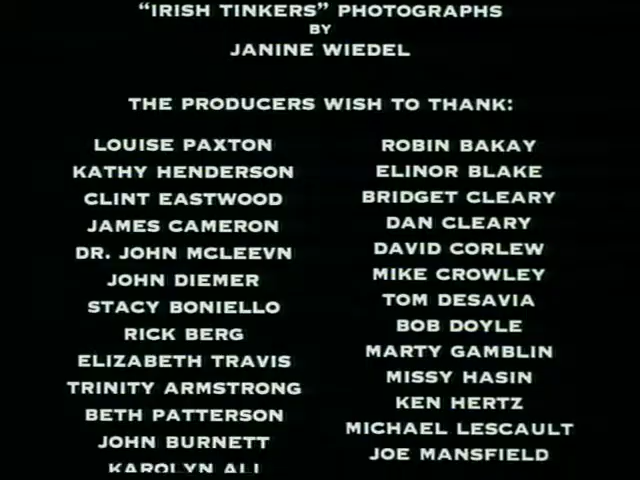 “IRISH TINKERS” PHOTOGRAPHS
BY
JANINE WIEDEL
THE PRODUCERS WISH TO THANK:
LOUISE PAXTON
KATHY HENDERSON
CLINT EASTWOOD
JAMES CAMERON
DR. JOHN MCLEEVN
JOHN DIEMER
STACY BONIELLO
RICK BERG
ELIZABETH TRAVIS
TRINITY ARMSTRONG
BETH PATTERSON
JOHN BURNETT
KAROLYN ALI
ROBIN BAKAY
ELINOR BLAKE
BRIDGET CLEARY
DAN CLEARY
DAVID CORLEW
MIKE CROWLEY
TOM DESAVIA
BOB DOYLE
MARTY GAMBLIN
MISSY HASIN
KEN HERTZ
MICHAEL LESCAULT
JOE MANSFIELD